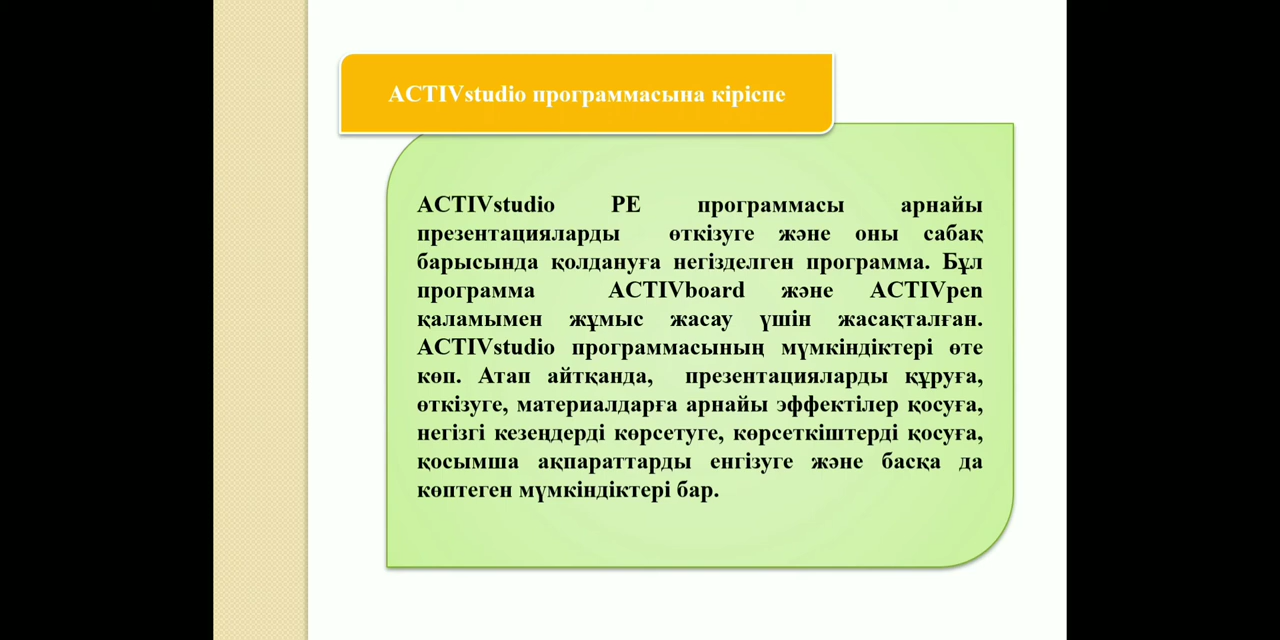 ACTIVstudio программасына кіріспе
ACTIVstudio PE программасы арнайы
презентацияларды өткізуге және оны сабақ
барысында қолдануға негізделген программа. Бұл
программа ACTIVboard және ACTIVpen
қаламымен жұмыс жасау үшін жасақталған.
ACTIVstudio программасының мүмкіндіктері өте
көп. Атап айтқанда, презентацияларды құруға,
өткізуге, материалдарға арнайы эффектілер қосуға,
негізгі кезеңдерді көрсетуге, көрсеткіштерді қосуға,
қосымша ақпараттарды енгізуге және басқа да
көптеген мүмкіндіктері бар.